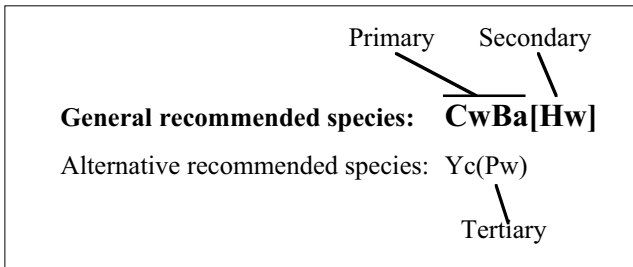 Primary Secondary
General recommended species: CwBa[Hw]
Alternative recommended species: Yc(Pw)
Tertiary